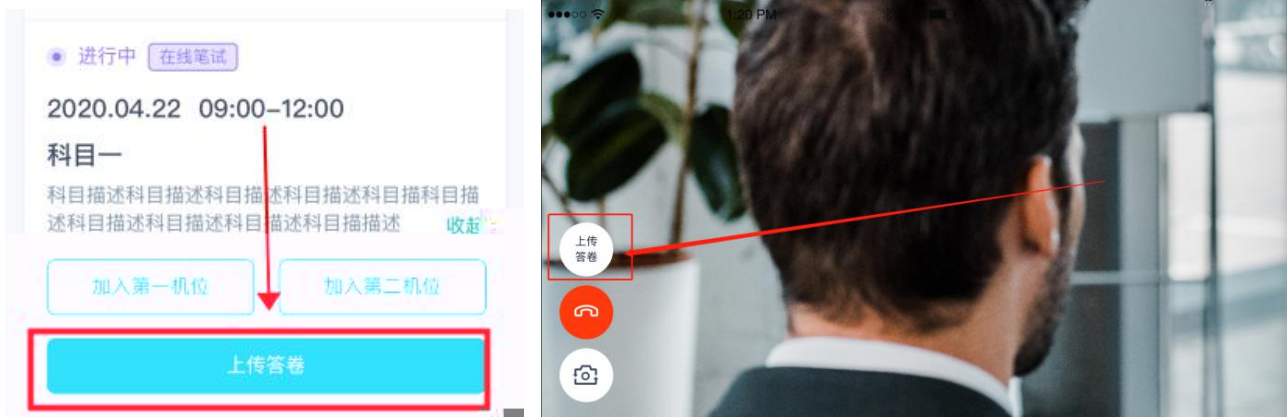 进行中 在线笔试
2020.04.22 09:00–12:00
科目一
科目描述科目描述科目描述科目描述科目描科目描
述科目描述科目描述科目描述科目描描述 收起
加入第一机位 加入第二机位
上传答卷
1:20 PM
上传
答卷